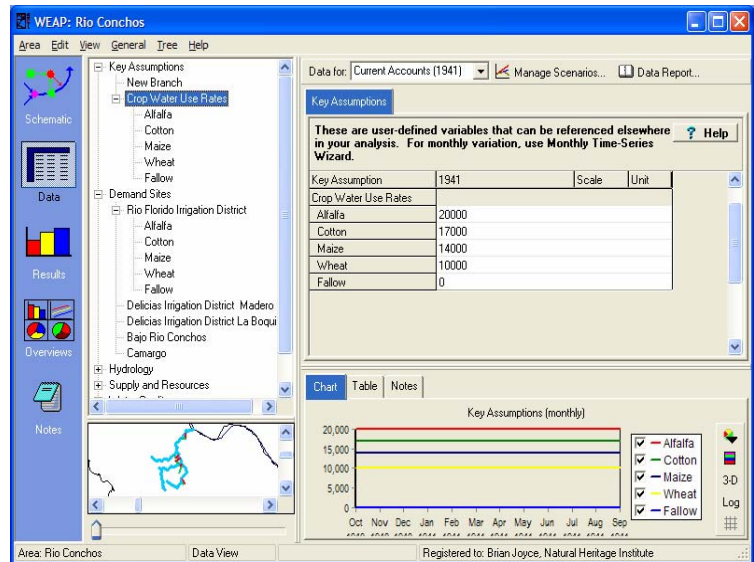 WEAP: Rio Conchos
Area Edit View General Tree Help
Schematic
Data
Results
Overviews
Notes
Key Assumptions
New Branch
Crop Water Use Rates
Alfalfa
Cotton
Maize
Wheat
Fallow
Demand Sites
Rio Florido Irrigation District
Alfalfa
Cotton
Maize
Wheat
Fallow
Delicias Irrigation District Madero
Delicias Irrigation District La Boqui
Bajo Rio Conchos
Camargo
Hydrology
Supply and Resources
Data for: Current Accounts (1941) Manage Scenarios... Data Report...
Key Assumptions
These are user-defined variables that can be referenced elsewhere
in your analysis. For monthly variation, use Monthly Time-Series
Wizard.
? Help
Key Assumption 1941 Scale Unit
Crop Water Use Rates
Alfalfa 20000
Cotton 17000
Maize 14000
Wheat 10000
Fallow 0
Chart Table Notes
Key Assumptions (monthly)
20,000
15,000
10,000
5,000
0
Oct Nov Dec Jan Feb Mar Apr May Jun Jul Aug Sep
Alfalfa
Cotton
Maize
Wheat
Fallow
3-D
Log
Area: Rio Conchos Data View Registered to: Brian Joyce, Natural Heritage Institute